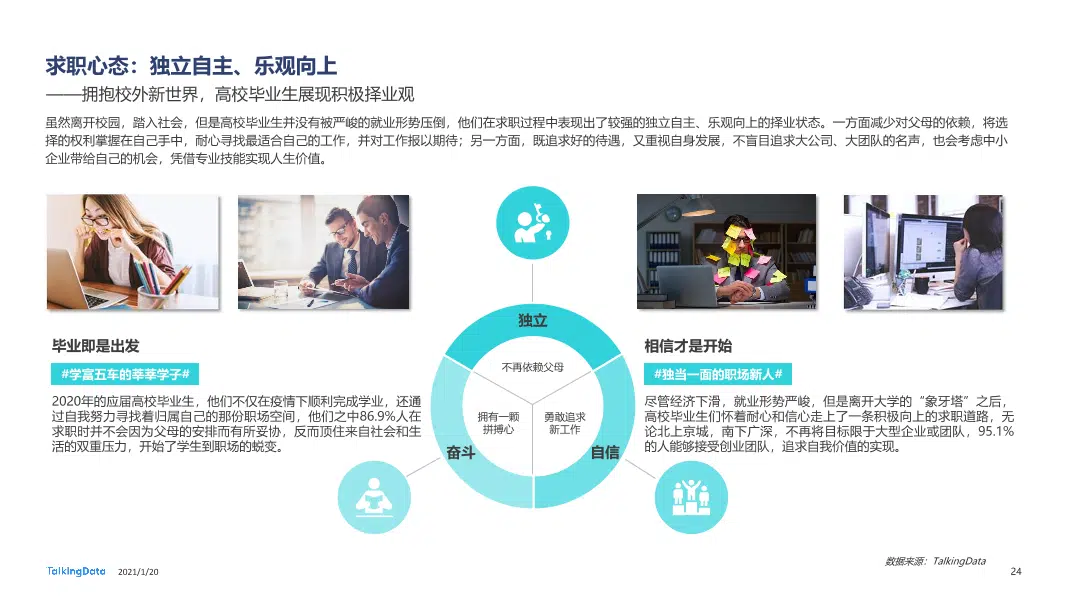 求职心态：独立自主、乐观向上
——拥抱校外新世界，高校毕业生展现积极择业观
虽然离开校园，踏入社会，但是高校毕业生并没有被严峻的就业形势压倒，他们在求职过程中表现出了较强的独立自主、乐观向上的择业状态。一方面减少对父母的依赖，将选
择的权利掌握在自己手中，耐心寻找最适合自己的工作，并对工作报以期待；另一方面，既追求好的待遇，又重视自身发展，不盲目追求大公司、大团队的名声，也会考虑中小
企业带给自己的机会，凭借专业技能实现人生价值。
毕业即是出发
#学富五车的莘莘学子#
2020年的应届高校毕业生，他们不仅在疫情下顺利完成学业，还通
过自我努力寻找着归属自己的那份职场空间，他们之中86.9%人在
求职时并不会因为父母的安排而有所妥协，反而顶住来自社会和生
活的双重压力，开始了学生到职场的蜕变。
独立
不再依赖父母
拥有一颗
拼搏心
勇敢追求
新工作
奋斗
自信
相信才是开始
#独当一面的职场新人#
尽管经济下滑，就业形势严峻，但是离开大学的“象牙塔”之后，
高校毕业生们怀着耐心和信心走上了一条积极向上的求职道路，无
论北上京城，南下广深，不再将目标限于大型企业或团队，95.1%
的人能够接受创业团队，追求自我价值的实现。
数据来源：TalkingData
TalkingData
2021/1/20
24